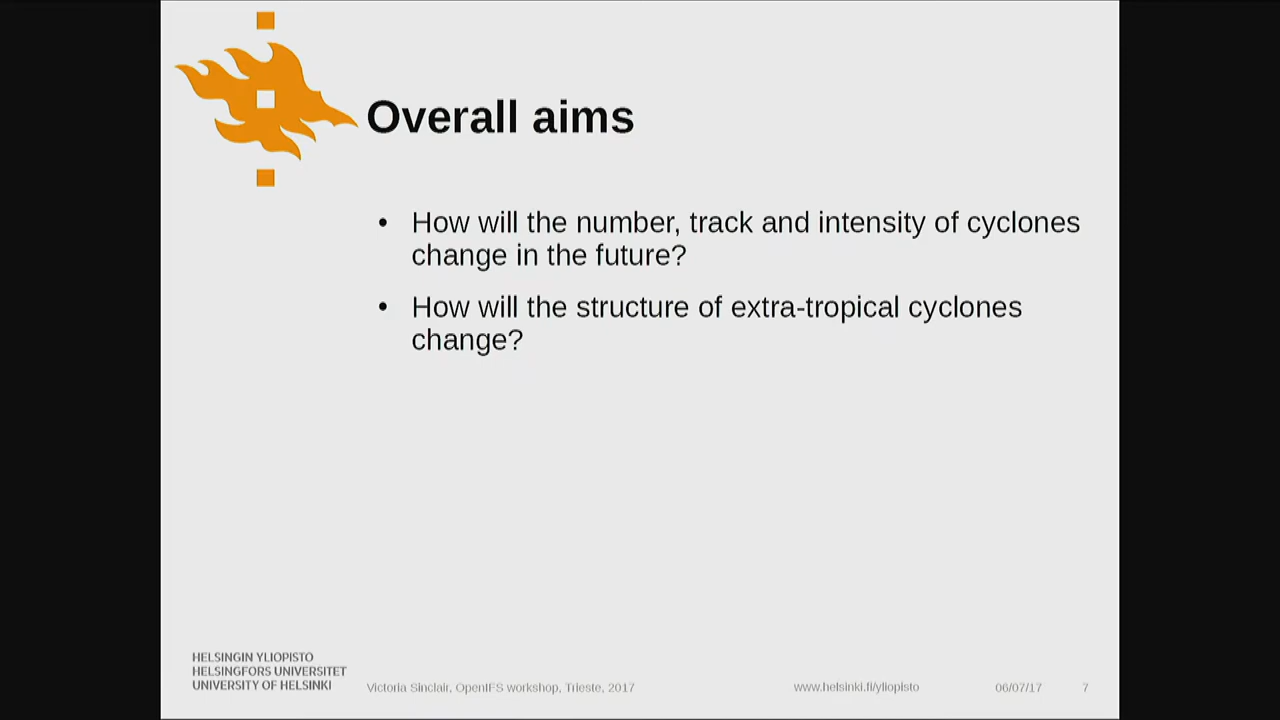 Overall aims
• How will the number, track and intensity of cyclones
change in the future?
• How will the structure of extra-tropical cyclones
change?
HELSINGIN YLIOPISTO
HELSINGFORS UNIVERSITET
UNIVERSITY OF HELSINKI
Victoria Sinclair, OpenIFS workshop, Trieste, 2017
www.helsinki.fi/yliopisto
06/07/17
7